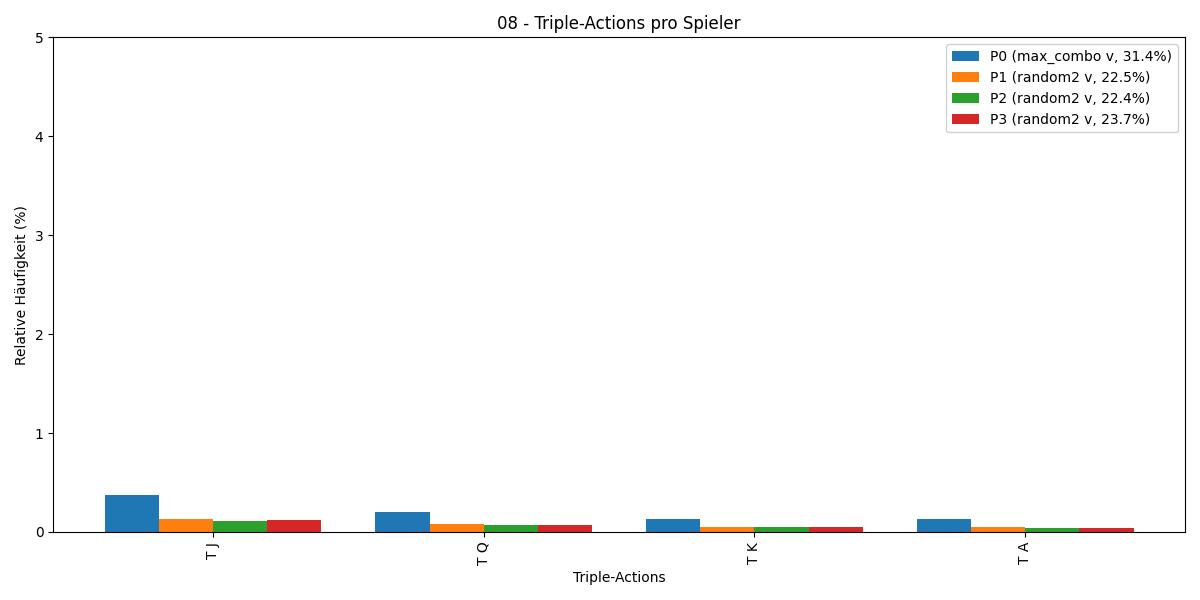 08 - Triple-Actions pro Spieler
P0 (max_combo v, 31.4%)
P1 (random2 v, 22.5%)
P2 (random2 v, 22.4%)
P3 (random2 v, 23.7%)
Relative Häufigkeit (%)
5
4
3
2
1
0
T J
T Q
T K
T A
Triple-Actions